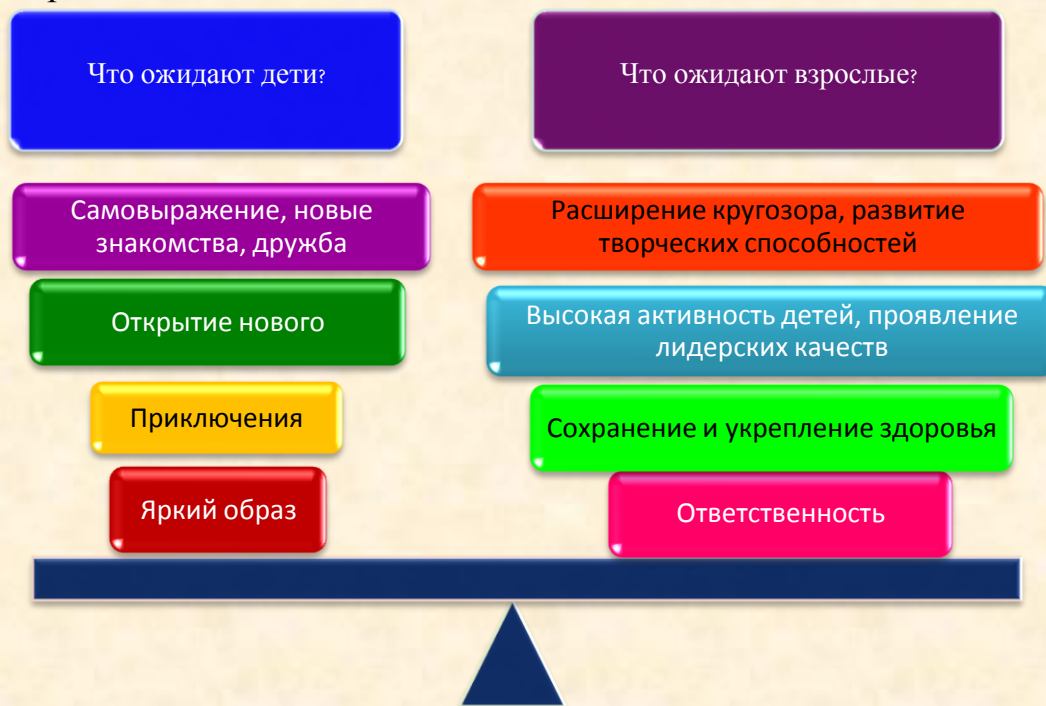 Что ожидают дети?
Что ожидают взрослые?
Самовыражение, новые
знакомства, дружба
Расширение кругозора, развитие
творческих способностей
Открытие нового
Высокая активность детей, проявление
лидерских качеств
Приключения
Сохранение и укрепление здоровья
Яркий образ
Ответственность